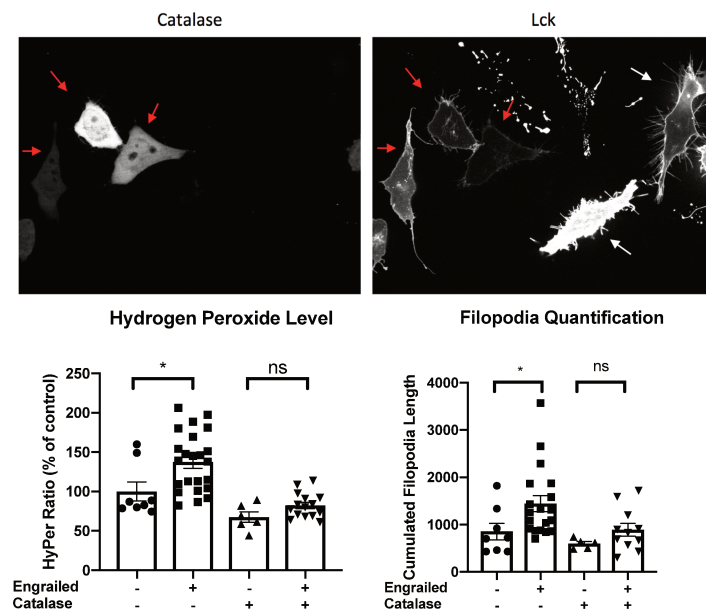 Catalase Lck
Hydrogen Peroxide Level Filopodia Quantification
HyPer Ratio (% of control)
250
200
150
100
50
0
* ns
Engrailed - + - +
Catalase - - + +
Cumulated Filopodia Length
4000
3000
2000
1000
0
* ns
Engrailed - + - +
Catalase - - + +